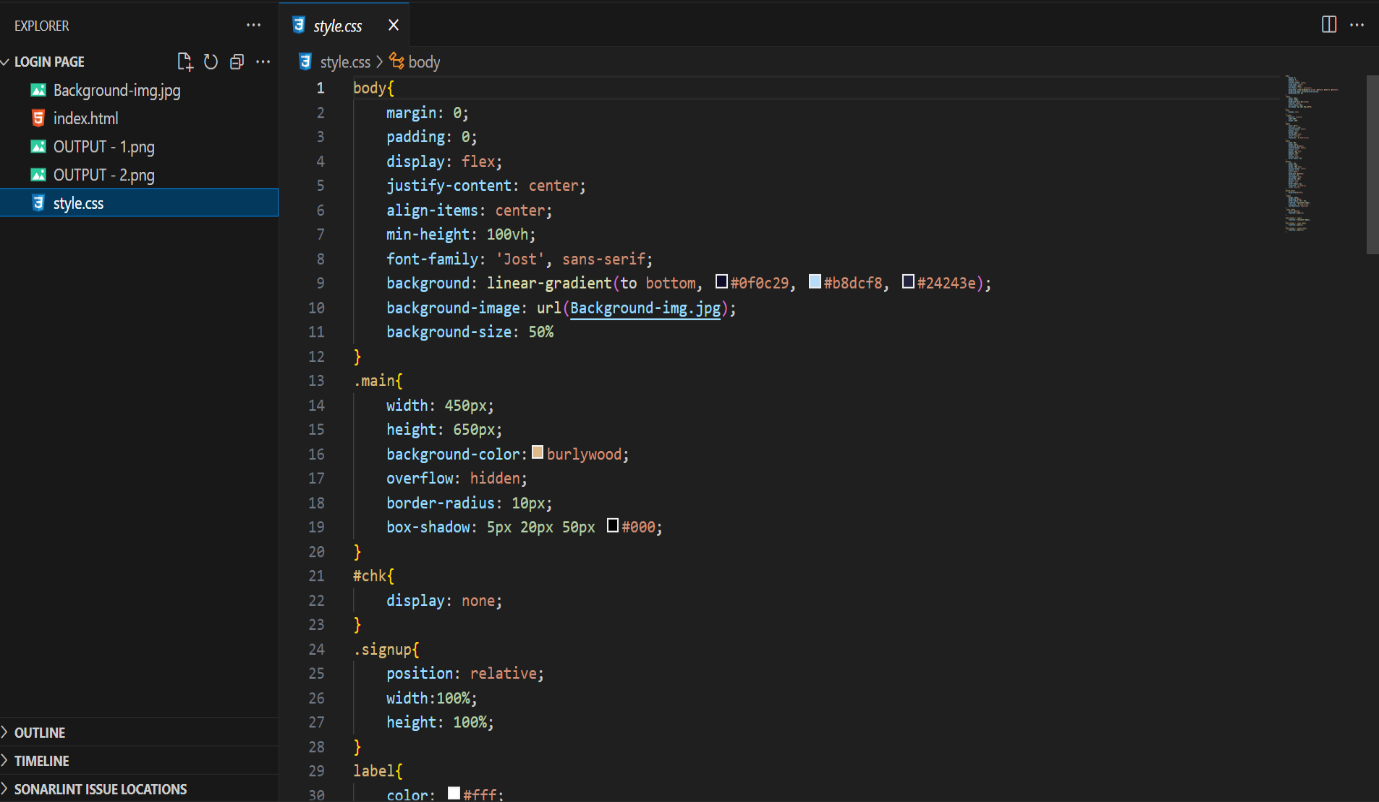 EXPLORER
LOGIN PAGE
Background-img.jpg
index.html
OUTPUT - 1.png
OUTPUT - 2.png
style.css
OUTLINE
TIMELINE
SONARLINT ISSUE LOCATIONS
style.css
style.css > body
1 body{
2     margin: 0;
3     padding: 0;
4     display: flex;
5     justify-content: center;
6     align-items: center;
7     min-height: 100vh;
8     font-family: 'Jost', sans-serif;
9     background: linear-gradient(to bottom, #0f0c29, #b8dcf8, #24243e);
10     background-image: url(Background-img.jpg);
11     background-size: 50%
12 }
13 .main{
14     width: 450px;
15     height: 650px;
16     background-color: burlywood;
17     overflow: hidden;
18     border-radius: 10px;
19     box-shadow: 5px 20px 50px #000;
20 }
21 #chk{
22     display: none;
23 }
24 .signup{
25     position: relative;
26     width:100%;
27     height: 100%;
28 }
29 label{
30     color: #fff;